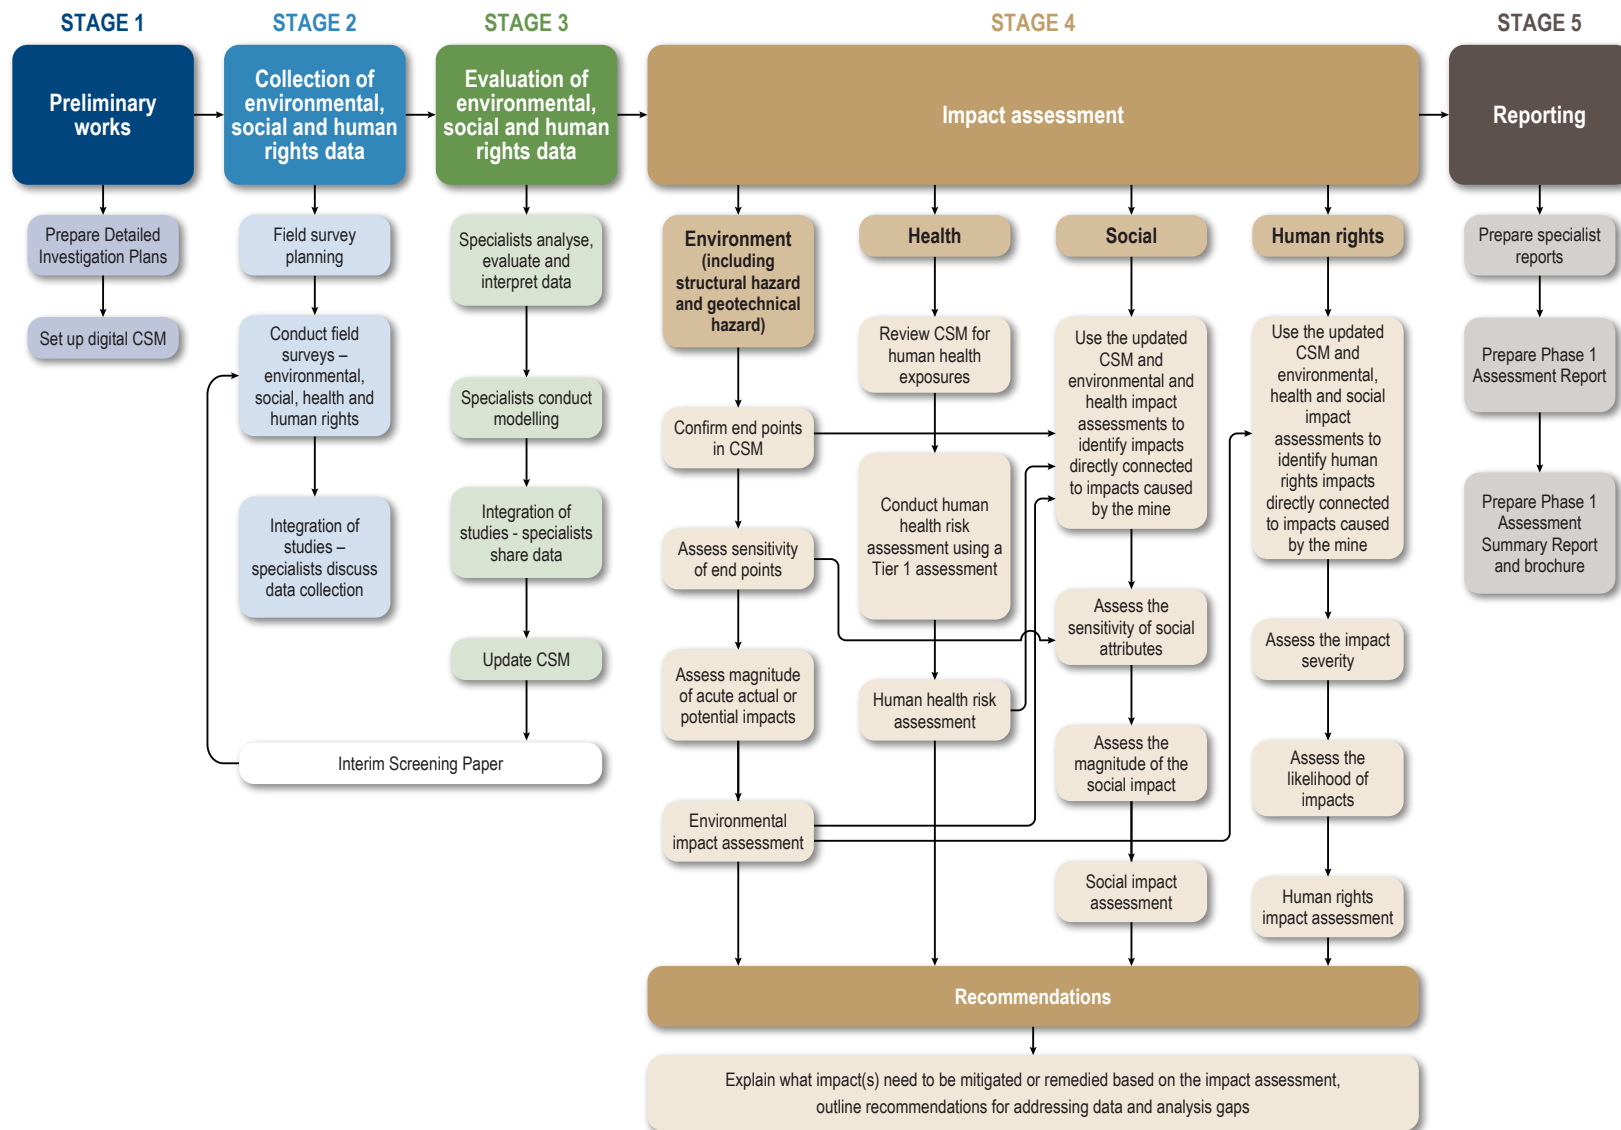 STAGE 1
Preliminary
works
Prepare Detailed
Investigation Plans
Set up digital CSM
STAGE 2
Collection of
environmental,
social and human
rights data
Field survey
planning
Conduct field
surveys –
environmental,
social, health and
human rights
Integration of
studies –
specialists discuss
data collection
STAGE 3
Evaluation of
environmental,
social and human
rights data
Specialists analyse,
evaluate and
interpret data
Specialists conduct
modelling
Integration of
studies - specialists
share data
Update CSM
Interim Screening Paper
STAGE 4
Impact assessment
Environment
(including
structural hazard
and geotechnical
hazard)
Confirm end points
in CSM
Assess sensitivity
of end points
Assess magnitude
of acute actual or
potential impacts
Environmental
impact assessment
Health
Review CSM for
human health
exposures
Conduct human
health risk
assessment using a
Tier 1 assessment
Human health risk
assessment
Social
Use the updated
CSM and
environmental and
health impact
assessments to
identify impacts
directly connected
to impacts caused
by the mine
Assess the
sensitivity of social
attributes
Assess the
magnitude of the
social impact
Social impact
assessment
Human rights
Use the updated
CSM and
environmental,
health and social
impact
assessments to
identify human
rights impacts
directly connected
to impacts caused
by the mine
Assess the impact
severity
Assess the
likelihood of
impacts
Human rights
impact assessment
Recommendations
Explain what impact(s) need to be mitigated or remedied based on the impact assessment,
outline recommendations for addressing data and analysis gaps
STAGE 5
Reporting
Prepare specialist
reports
Prepare Phase 1
Assessment Report
Prepare Phase 1
Assessment
Summary Report
and brochure